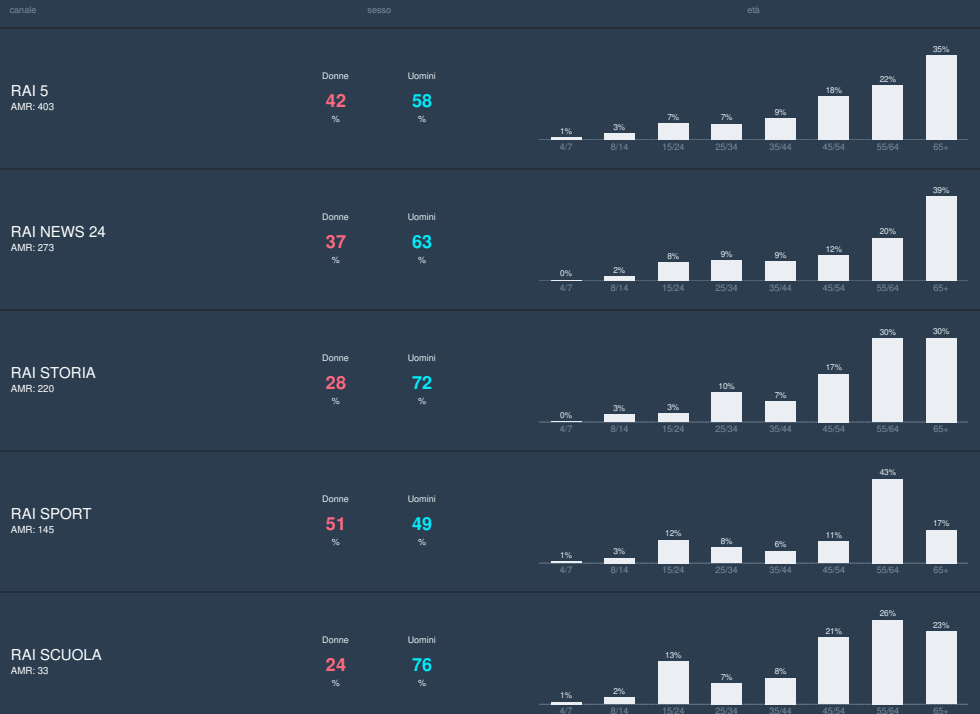 canale sesso età
RAI 5
AMR: 403
Donne Uomini
42 58
% %
1% 3% 7% 7% 9% 18% 22% 35%
4/7 8/14 15/24 25/34 35/44 45/54 55/64 65+
RAI NEWS 24
AMR: 273
Donne Uomini
37 63
% %
0% 2% 8% 9% 9% 12% 20% 39%
4/7 8/14 15/24 25/34 35/44 45/54 55/64 65+
RAI STORIA
AMR: 220
Donne Uomini
28 72
% %
0% 3% 3% 10% 7% 17% 30% 30%
4/7 8/14 15/24 25/34 35/44 45/54 55/64 65+
RAI SPORT
AMR: 145
Donne Uomini
51 49
% %
1% 3% 12% 8% 6% 11% 43% 17%
4/7 8/14 15/24 25/34 35/44 45/54 55/64 65+
RAI SCUOLA
AMR: 33
Donne Uomini
24 76
% %
1% 2% 13% 7% 8% 21% 26% 23%
4/7 8/14 15/24 25/34 35/44 45/54 55/64 65+